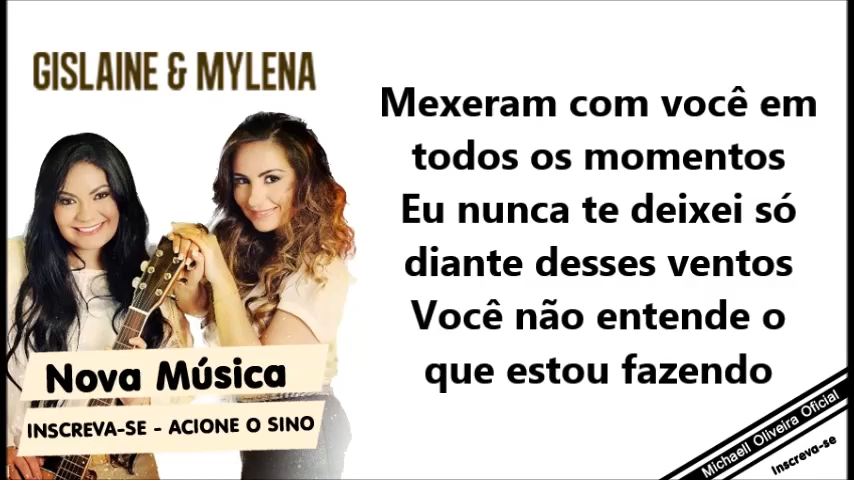 GISLAINE & MYLENA
Mexeram com você em
todos os momentos
Eu nunca te deixei só
diante desses ventos
Você não entende o
que estou fazendo
Nova Música
INSCREVA-SE - ACIONE O SINO
Michaell Oliveira Oficial
Inscreva-se